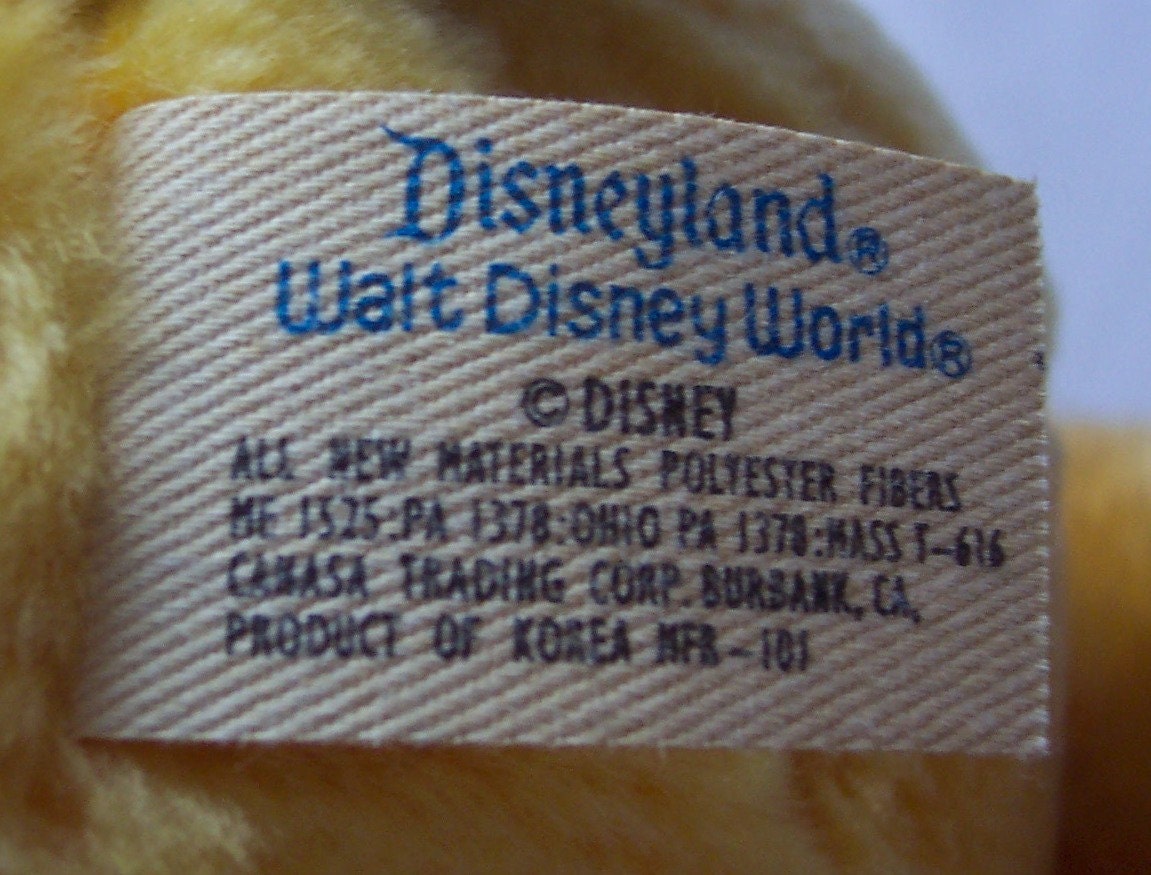 Disneyland®
Walt Disney World®
© DISNEY
ALL NEW MATERIALS POLYESTER FIBERS
ME 1525:PA 1378:OHIO PA 1378:MASS T-616
CANASA TRADING CORP. BURBANK, CA,
PRODUCT OF KOREA MFR-101